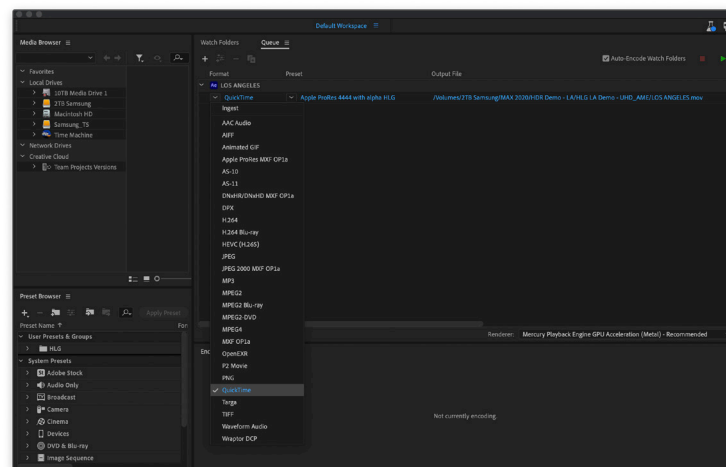 Default Workspace
Media Browser
Favorites
Local Drives
10TB Media Drive 1
2TB Samsung
Macintosh HD
Samsung_T5
Time Machine
Network Drives
Creative Cloud
Team Projects Versions
Watch Folders
Queue
Auto-Encode Watch Folders
Format Preset Output File
Ae LOS ANGELES
QuickTime Apple ProRes 4444 with alpha HLG /Volumes/2TB Samsung/MAX 2020/HDR Demo - LA/HLG LA Demo - UHD_AME/LOS ANGELES.mov
Ingest
AAC Audio
AIFF
Animated GIF
Apple ProRes MXF OP1a
AS-10
AS-11
DNxHR/DNxHD MXF OP1a
DPX
H.264
H.264 Blu-ray
HEVC (H.265)
JPEG
JPEG 2000 MXF OP1a
MP3
MPEG2
MPEG2 Blu-ray
MPEG2-DVD
MPEG4
MXF OP1a
OpenEXR
P2 Movie
PNG
QuickTime
Targa
TIFF
Waveform Audio
Wraptor DCP
Renderer: Mercury Playback Engine GPU Acceleration (Metal) - Recommended
Enc
Not currently encoding.
Preset Browser
Apply Preset
Preset Name For
User Presets & Groups
HLG
System Presets
St Adobe Stock
Audio Only
Broadcast
Camera
Cinema
Devices
DVD & Blu-ray
Image Sequence